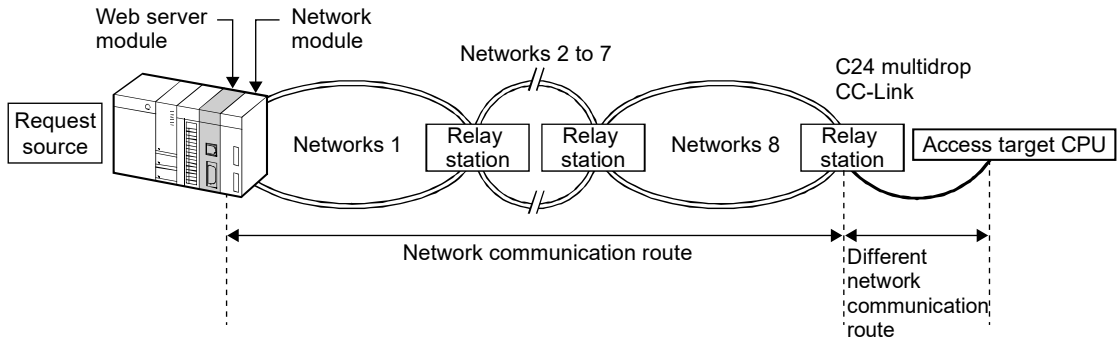 Web server
module
Network
module
Networks 2 to 7
C24 multidrop
CC-Link
Request
source
Networks 1
Relay
station
Relay
station
Networks 8
Relay
station
Access target CPU
Network communication route
Different
network
communication
route